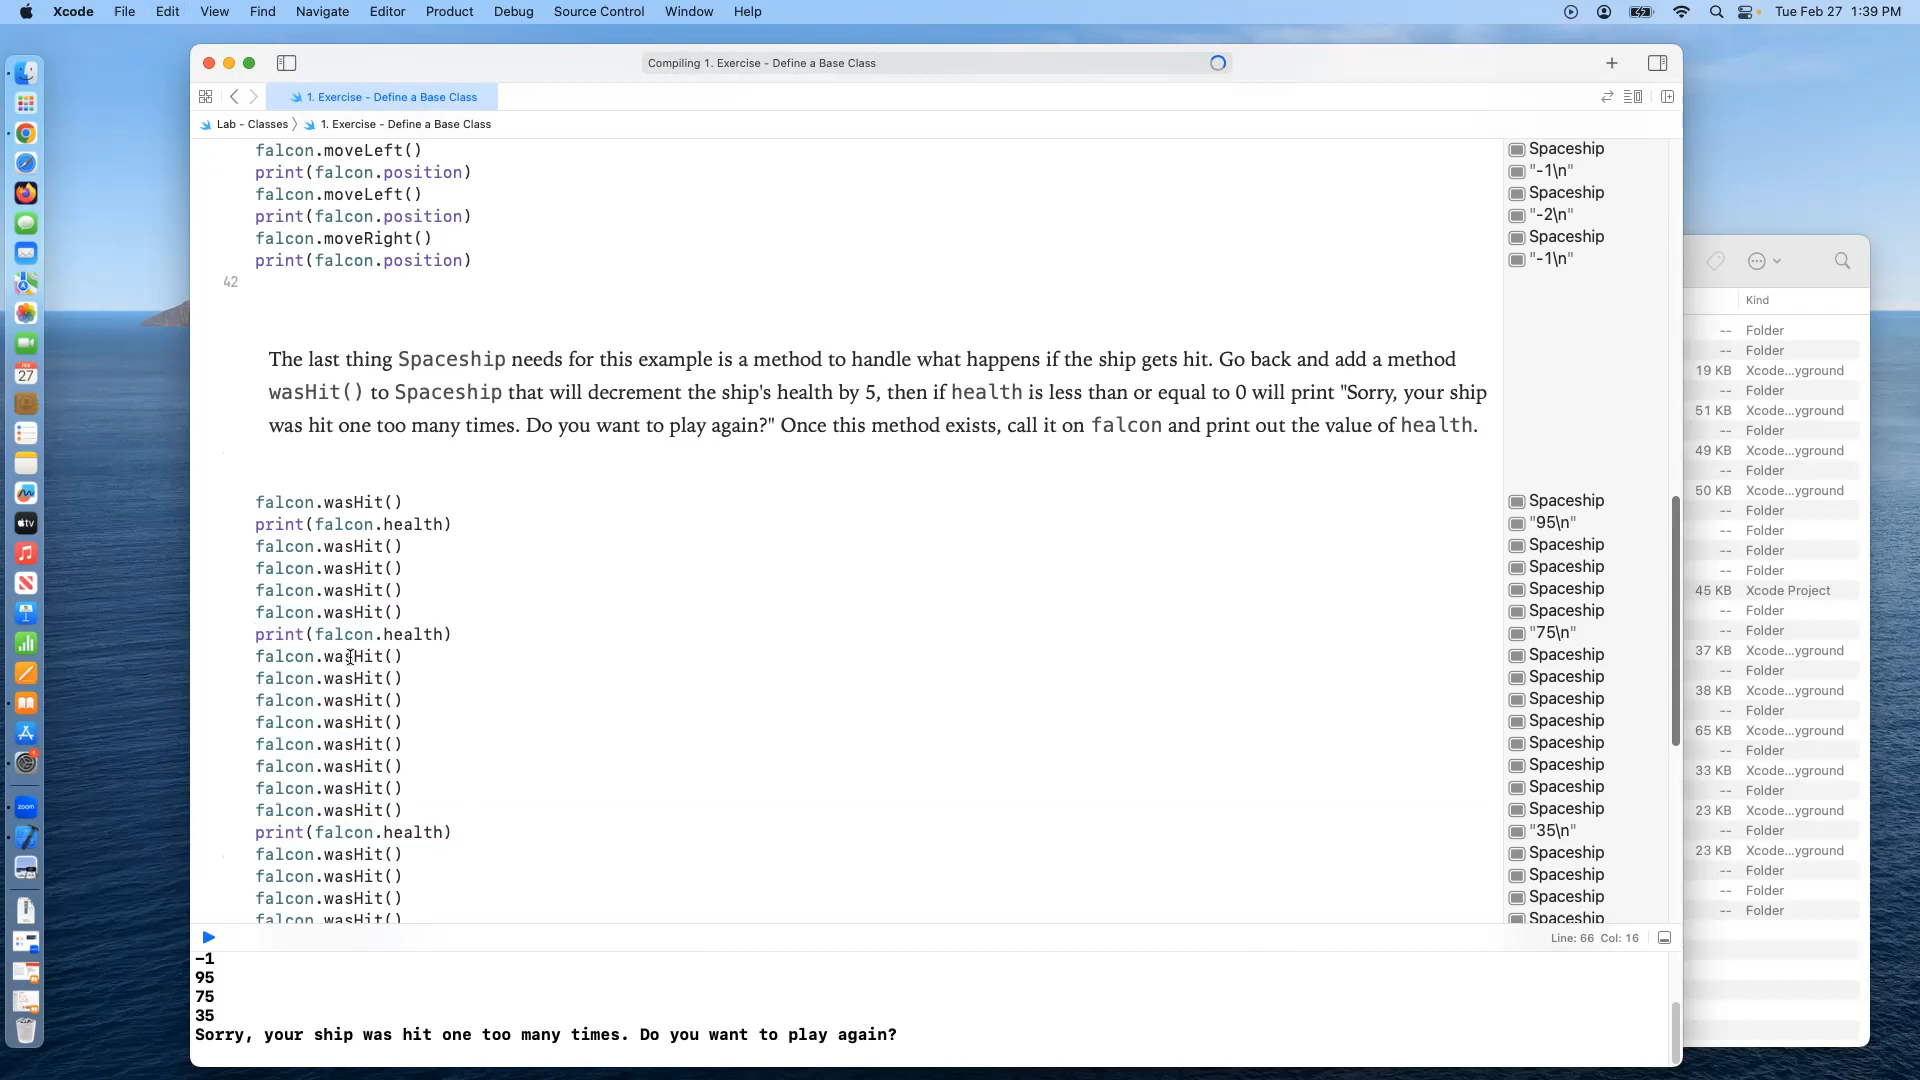 Xcode File Edit View Find Navigate Editor Product Debug Source Control Window Help Tue Feb 27 1:39 PM
Compiling 1. Exercise - Define a Base Class
1. Exercise - Define a Base Class
Lab - Classes 〉 1. Exercise - Define a Base Class
falcon.moveLeft() Spaceship
print(falcon.position) "-1\n"
falcon.moveLeft() Spaceship
print(falcon.position) "-2\n"
falcon.moveRight() Spaceship
print(falcon.position) "-1\n"
42
The last thing Spaceship needs for this example is a method to handle what happens if the ship gets hit. Go back and add a method
wasHit() to Spaceship that will decrement the ship's health by 5, then if health is less than or equal to 0 will print "Sorry, your ship
was hit one too many times. Do you want to play again?" Once this method exists, call it on falcon and print out the value of health.
falcon.wasHit() Spaceship
print(falcon.health) "95\n"
falcon.wasHit() Spaceship
falcon.wasHit() Spaceship
falcon.wasHit() Spaceship
falcon.wasHit() Spaceship
print(falcon.health) "75\n"
falcon.wasHit() Spaceship
falcon.wasHit() Spaceship
falcon.wasHit() Spaceship
falcon.wasHit() Spaceship
falcon.wasHit() Spaceship
falcon.wasHit() Spaceship
falcon.wasHit() Spaceship
falcon.wasHit() Spaceship
print(falcon.health) "35\n"
falcon.wasHit() Spaceship
falcon.wasHit() Spaceship
falcon.wasHit() Spaceship
falcon.wasHit() Spaceship
Line: 66 Col: 16
-1
95
75
35
Sorry, your ship was hit one too many times. Do you want to play again?
Kind
-- Folder
-- Folder
19 KB Xcode...yground
-- Folder
51 KB Xcode...yground
-- Folder
49 KB Xcode...yground
-- Folder
50 KB Xcode...yground
-- Folder
-- Folder
-- Folder
-- Folder
45 KB Xcode Project
-- Folder
-- Folder
37 KB Xcode...yground
-- Folder
38 KB Xcode...yground
-- Folder
65 KB Xcode...yground
-- Folder
33 KB Xcode...yground
-- Folder
23 KB Xcode...yground
-- Folder
23 KB Xcode...yground
-- Folder
-- Folder
-- Folder
27
tv
zoom